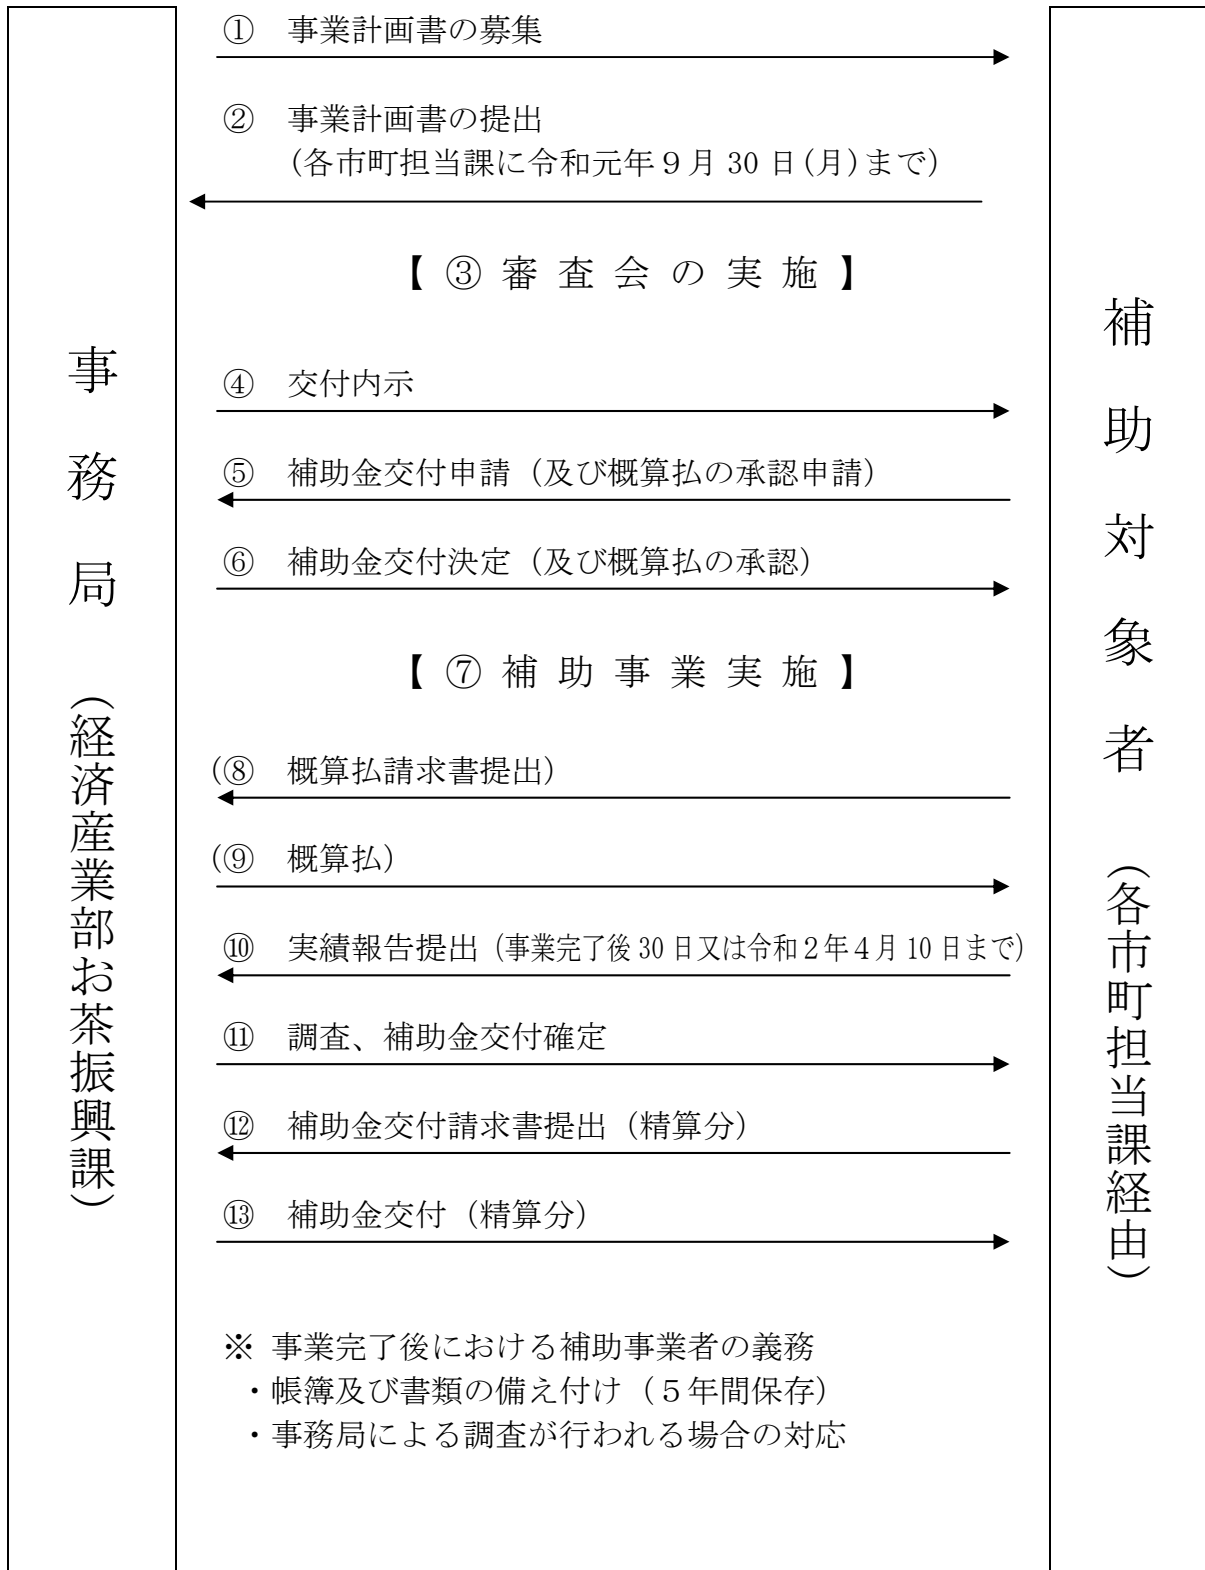 ① 事業計画書の募集
② 事業計画書の提出
(各市町担当課に令和元年９月 30 日(月)まで)
【 ③ 審 査 会 の 実 施 】
④ 交付内示
⑤ 補助金交付申請（及び概算払の承認申請）
⑥ 補助金交付決定（及び概算払の承認）
【 ⑦ 補 助 事 業 実 施 】
(⑧ 概算払請求書提出)
(⑨ 概算払)
⑩ 実績報告提出（事業完了後 30 日又は令和２年４月 10 日まで）
⑪ 調査、補助金交付確定
⑫ 補助金交付請求書提出（精算分）
⑬ 補助金交付（精算分）
※ 事業完了後における補助事業者の義務
・帳簿及び書類の備え付け（５年間保存）
・事務局による調査が行われる場合の対応
事務局（経済産業部お茶振興課）
補助対象者（各市町担当課経由）